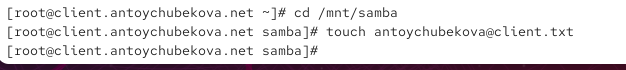 [root@client.antoychubekova.net ~]# cd /mnt/samba
[root@client.antoychubekova.net samba]# touch antoychubekova@client.txt
[root@client.antoychubekova.net samba]#